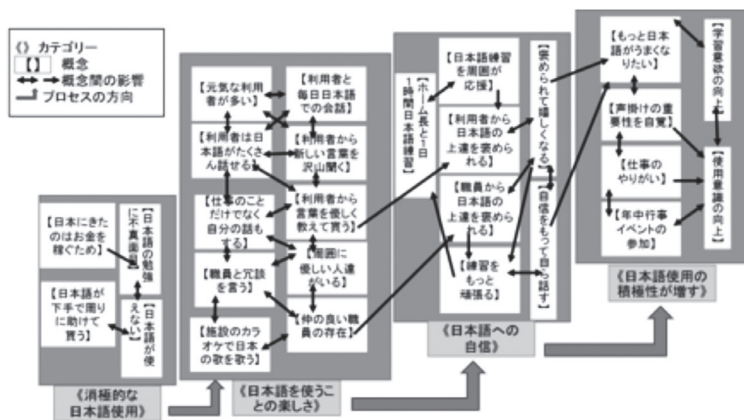 《》 カテゴリー
【】 概念
概念間の影響
プロセスの方向
【日本にきた
のはお金を
稼ぐため】
【日本語が
下手で周りに
助けて
貰う】
【日本語の勉強
に不真面目】
【日本語が使
えない】
《消極的な
日本語使用》
【元気な利用
者が多い】
【利用者は
日本語がたくさ
ん話せる】
【仕事のこと
だけでなく
自分の話も
する】
【職員と冗談
を言う】
【施設のカラ
オケで日本
の歌を歌う】
【利用者と
毎日日本語
での会話】
【利用者から
新しい言葉を
沢山聞く】
【利用者から
言葉を優しく
教えて貰う】
【周囲に
優しい人達
がいる】
【仲の良い職
員の存在】
《日本語を使うこ
との楽しさ》
【ホーム長と1日
1時間日本語
練習】
【日本語練習
を周囲が
応援】
【利用者から
日本語の
上達を褒め
られる】
【職員から
日本語の
上達を褒め
られる】
【練習を
もっと
頑張る】
【褒められて嬉しくなる】
【自信をもって自ら話す】
《日本語への
自信》
【もっと日本
語がうまくな
りたい】
【声掛けの重
要性を自覚】
【仕事の
やりがい】
【年中行事
イベントの
参加】
【学習意欲の向上】
【使用意識の向上】
《日本語使用の
積極性が増す》